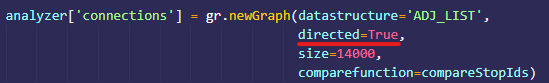 analyzer['connections'] = gr.newGraph(datastructure='ADJ_LIST',
directed=True,
size=14000,
comparefunction=compareStopIds)